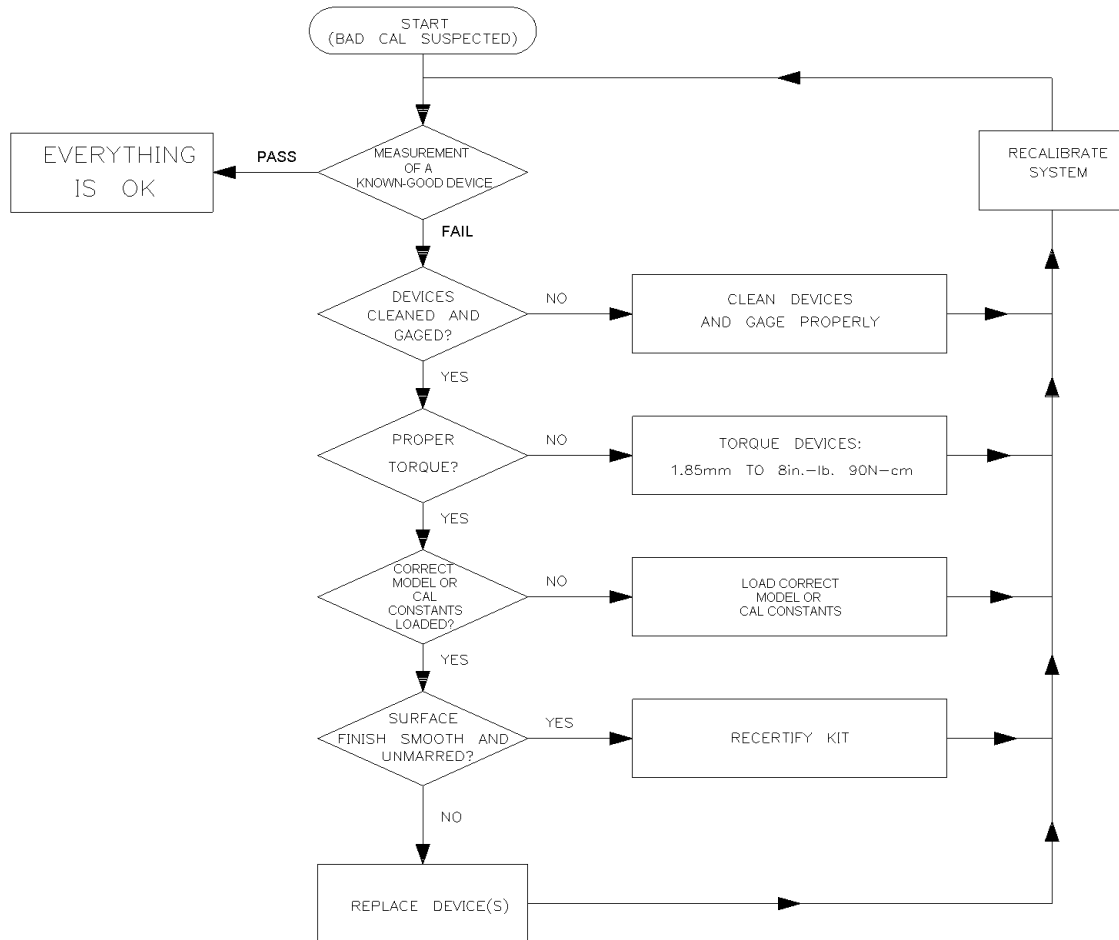 START
(BAD CAL SUSPECTED)
EVERYTHING
IS OK
PASS
MEASUREMENT
OF A
KNOWN-GOOD DEVICE
RECALIBRATE
SYSTEM
FAIL
DEVICES
CLEANED AND
GAGED?
NO
CLEAN DEVICES
AND GAGE PROPERLY
YES
PROPER
TORQUE?
NO
TORQUE DEVICES:
1.85mm TO 8in.-lb. 90N-cm
YES
CORRECT
MODEL OR
CAL
CONSTANTS
LOADED?
NO
LOAD CORRECT
MODEL OR
CAL CONSTANTS
YES
SURFACE
FINISH SMOOTH AND
UNMARRED?
YES
RECERTIFY KIT
NO
REPLACE DEVICE(S)